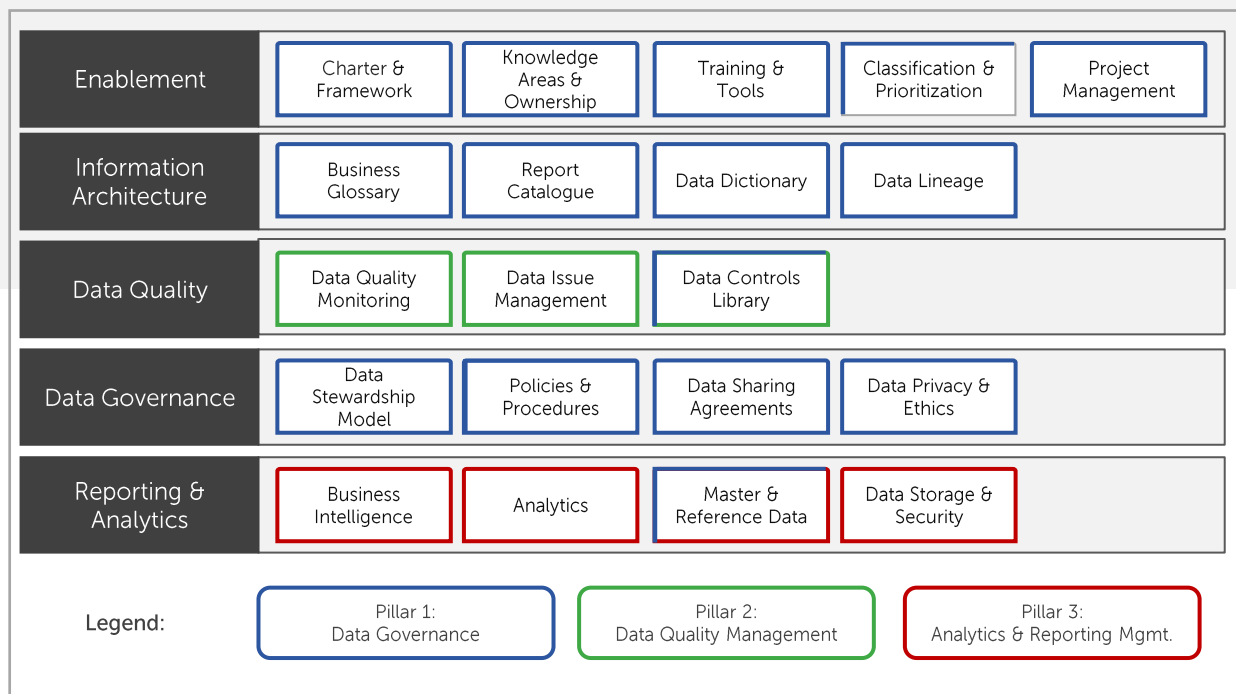 Enablement
Charter &
Framework
Knowledge
Areas &
Ownership
Training &
Tools
Classification &
Prioritization
Project
Management
Information
Architecture
Business
Glossary
Report
Catalogue
Data Dictionary
Data Lineage
Data Quality
Data Quality
Monitoring
Data Issue
Management
Data Controls
Library
Data Governance
Data
Stewardship
Model
Policies &
Procedures
Data Sharing
Agreements
Data Privacy &
Ethics
Reporting &
Analytics
Business
Intelligence
Analytics
Master &
Reference Data
Data Storage &
Security
Legend:
Pillar 1:
Data Governance
Pillar 2:
Data Quality Management
Pillar 3:
Analytics & Reporting Mgmt.